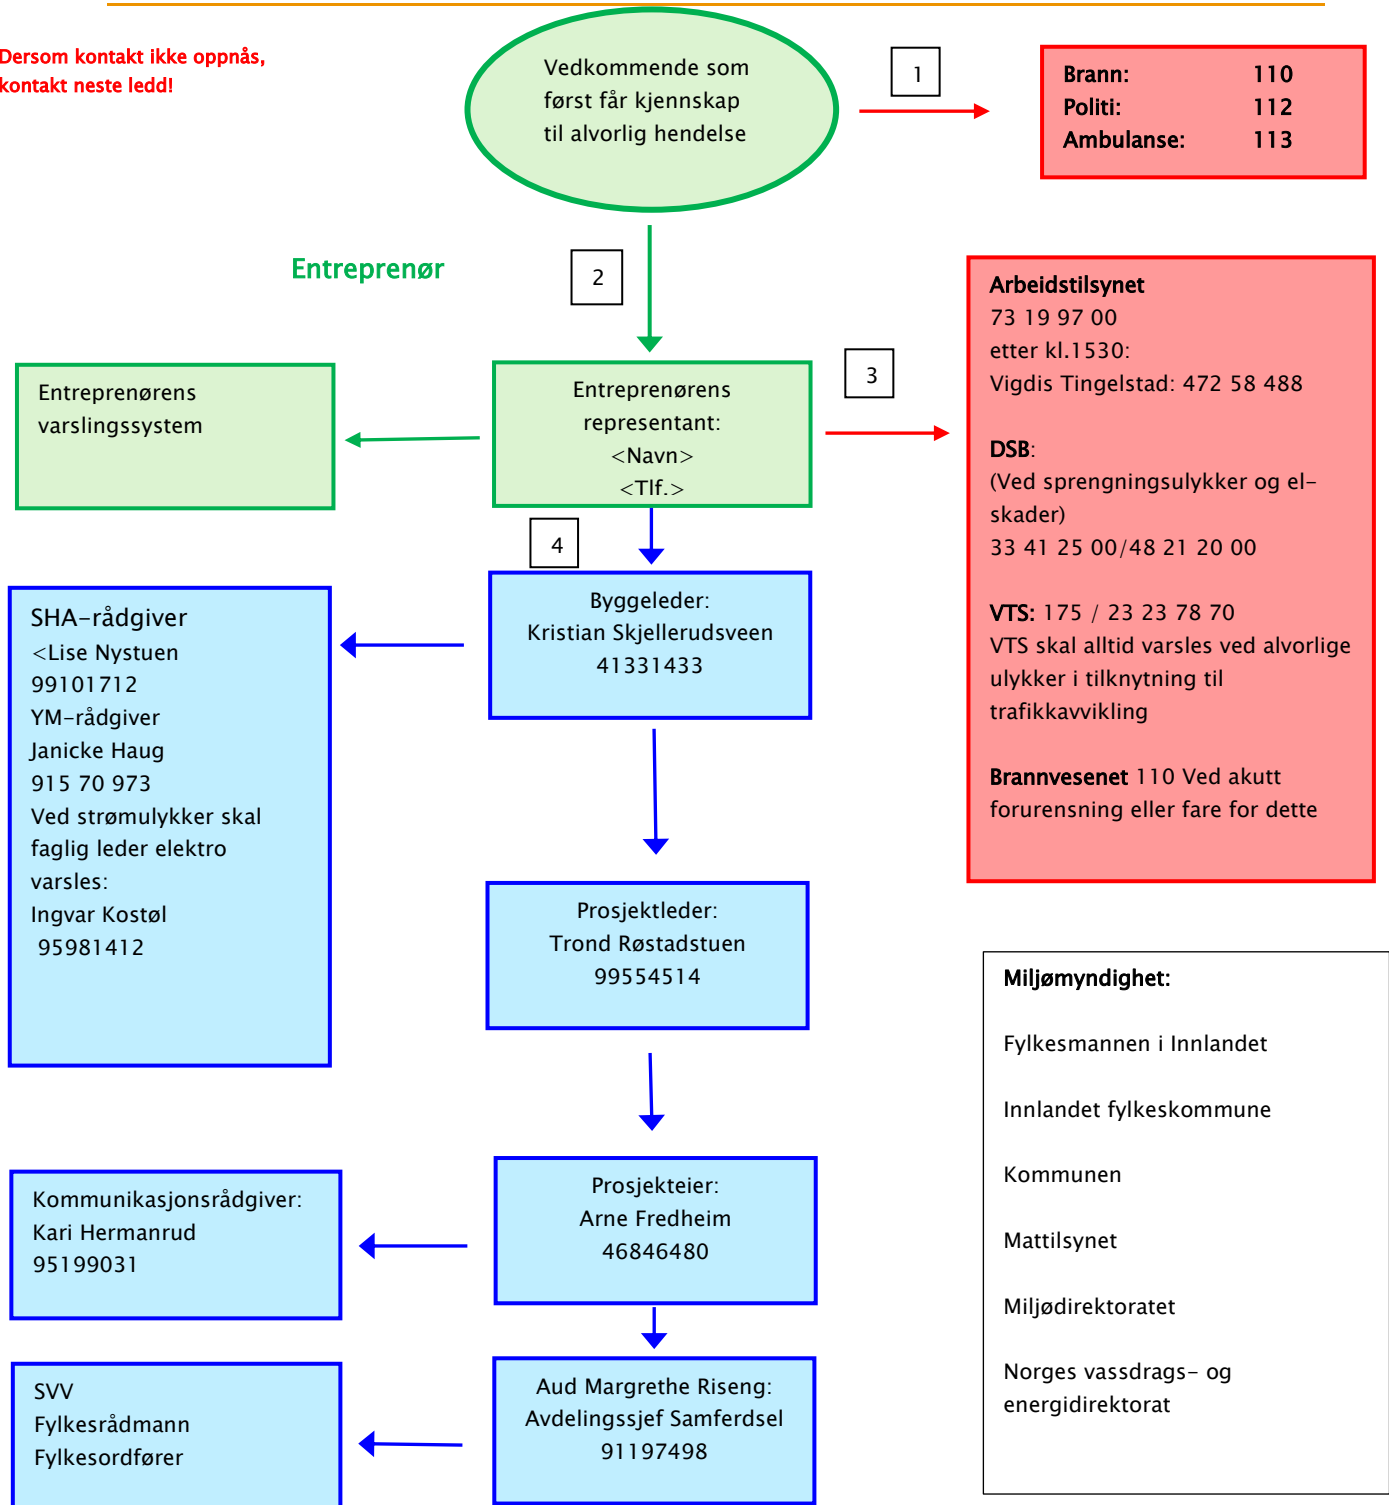 Dersom kontakt ikke oppnås,
kontakt neste ledd!
Vedkommende som
først får kjennskap
til alvorlig hendelse
1
Brann: 110
Politi: 112
Ambulanse: 113
Entreprenør
2
Entreprenørens
varslingssystem
Entreprenørens
representant:
<Navn>
<Tlf.>
3
Arbeidstilsynet
73 19 97 00
etter kl.1530:
Vigdis Tingelstad: 472 58 488
DSB:
(Ved sprengningsulykker og el-
skader)
33 41 25 00/48 21 20 00
VTS: 175 / 23 23 78 70
VTS skal alltid varsles ved alvorlige
ulykker i tilknytning til
trafikkavvikling
Brannvesenet 110 Ved akutt
forurensning eller fare for dette
4
Byggeleder:
Kristian Skjellerudsveen
41331433
SHA-rådgiver
<Lise Nystuen
99101712
YM-rådgiver
Janicke Haug
915 70 973
Ved strømulykker skal
faglig leder elektro
varsles:
Ingvar Kostøl
95981412
Prosjektleder:
Trond Røstadstuen
99554514
Miljømyndighet:
Fylkesmannen i Innlandet
Innlandet fylkeskommune
Kommunen
Mattilsynet
Miljødirektoratet
Norges vassdrags- og
energidirektorat
Prosjekteier:
Arne Fredheim
46846480
Kommunikasjonsrådgiver:
Kari Hermanrud
95199031
Aud Margrethe Riseng:
Avdelingssjef Samferdsel
91197498
SVV
Fylkesrådmann
Fylkesordfører